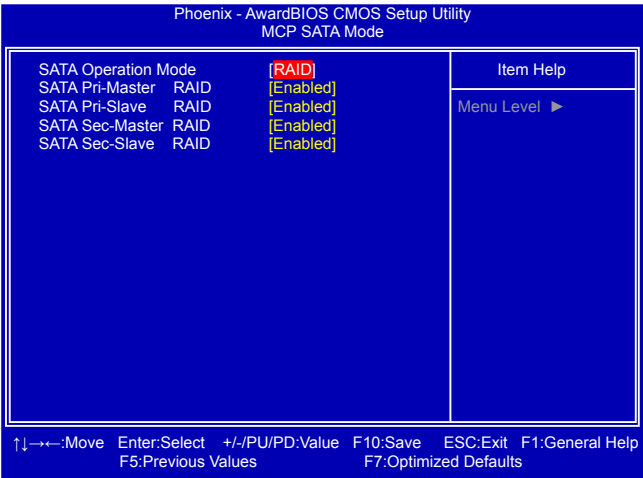 Phoenix - AwardBIOS CMOS Setup Utility
MCP SATA Mode
SATA Operation Mode [RAID]
SATA Pri-Master RAID [Enabled]
SATA Pri-Slave RAID [Enabled]
SATA Sec-Master RAID [Enabled]
SATA Sec-Slave RAID [Enabled]
Item Help
Menu Level ►
↑↓→←:Move Enter:Select +/-/PU/PD:Value F10:Save ESC:Exit F1:General Help
F5:Previous Values F7:Optimized Defaults